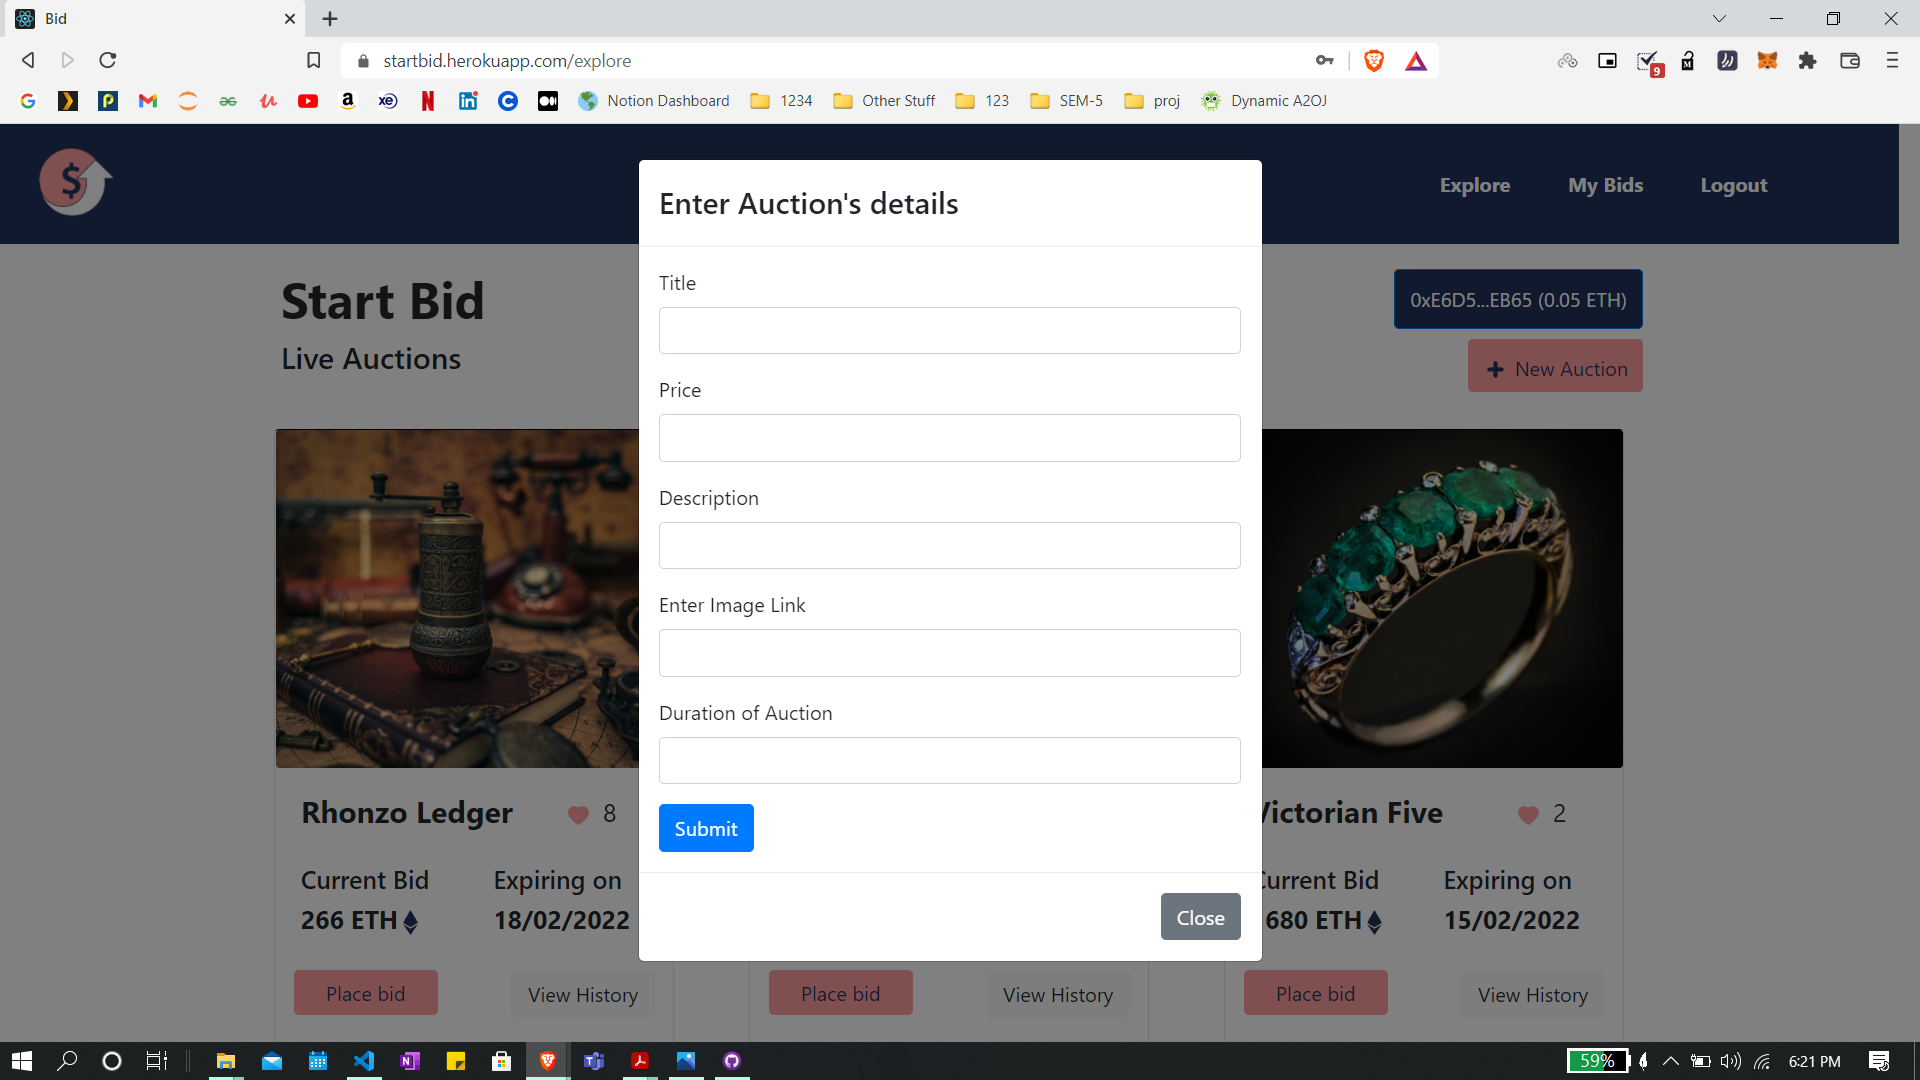 Bid
startbid.herokuapp.com/explore
9
Notion Dashboard 1234 Other Stuff 123 SEM-5 proj Dynamic A2OJ
Explore My Bids Logout
Start Bid
Live Auctions
0xE6D5...EB65 (0.05 ETH)
New Auction
Enter Auction's details
Title
Price
Description
Enter Image Link
Duration of Auction
Submit
Close
Rhonzo Ledger 8
Current Bid Expiring on
266 ETH 18/02/2022
Place bid View History
Place bid View History
Victorian Five 2
Current Bid Expiring on
680 ETH 15/02/2022
Place bid View History
59% 6:21 PM